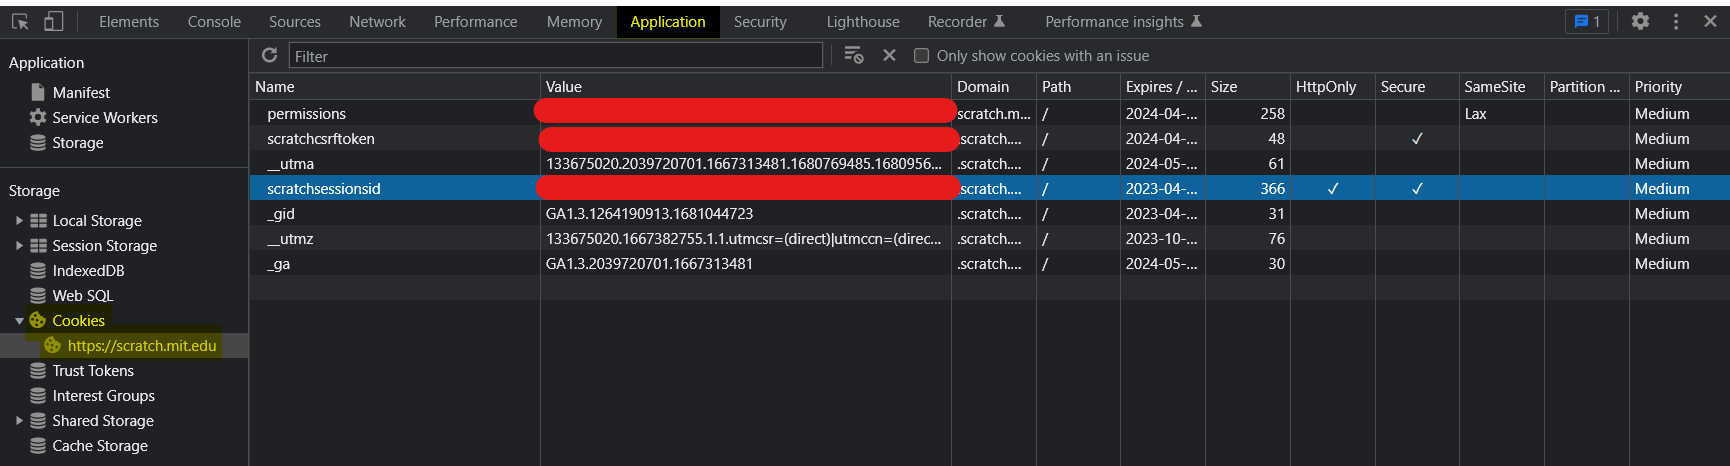 Elements Console Sources Network Performance Memory Application Security Lighthouse Recorder Performance insights 1
Application
Manifest
Service Workers
Storage
Storage
Local Storage
Session Storage
IndexedDB
Web SQL
Cookies
https://scratch.mit.edu
Trust Tokens
Interest Groups
Shared Storage
Cache Storage
Filter Only show cookies with an issue
Name Value Domain Path Expires / ... Size HttpOnly Secure SameSite Partition ... Priority
permissions scratch.m... / 2024-04-... 258 Lax Medium
scratchcsrftoken .scratch.... / 2024-04-... 48 ✓ Medium
__utma 133675020.2039720701.1667313481.1680769485.1680956... .scratch.... / 2024-05-... 61 Medium
scratchsessionsid .scratch.... / 2023-04-... 366 ✓ ✓ Medium
_gid GA1.3.1264190913.1681044723 .scratch.... / 2023-04-... 31 Medium
__utmz 133675020.1667382755.1.1.utmcsr=(direct)|utmccn=(direc... .scratch.... / 2023-10-... 76 Medium
_ga GA1.3.2039720701.1667313481 .scratch.... / 2024-05-... 30 Medium